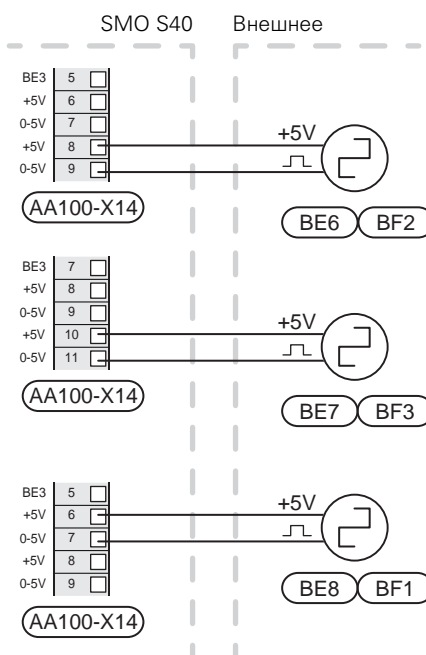 SMO S40 Внешнее
BE3 5
+5V 6
0-5V 7
+5V 8
0-5V 9
+5V
AA100-X14
BE6 BF2
BE3 7
+5V 8
0-5V 9
+5V 10
0-5V 11
+5V
AA100-X14
BE7 BF3
BE3 5
+5V 6
0-5V 7
+5V 8
0-5V 9
+5V
AA100-X14
BE8 BF1